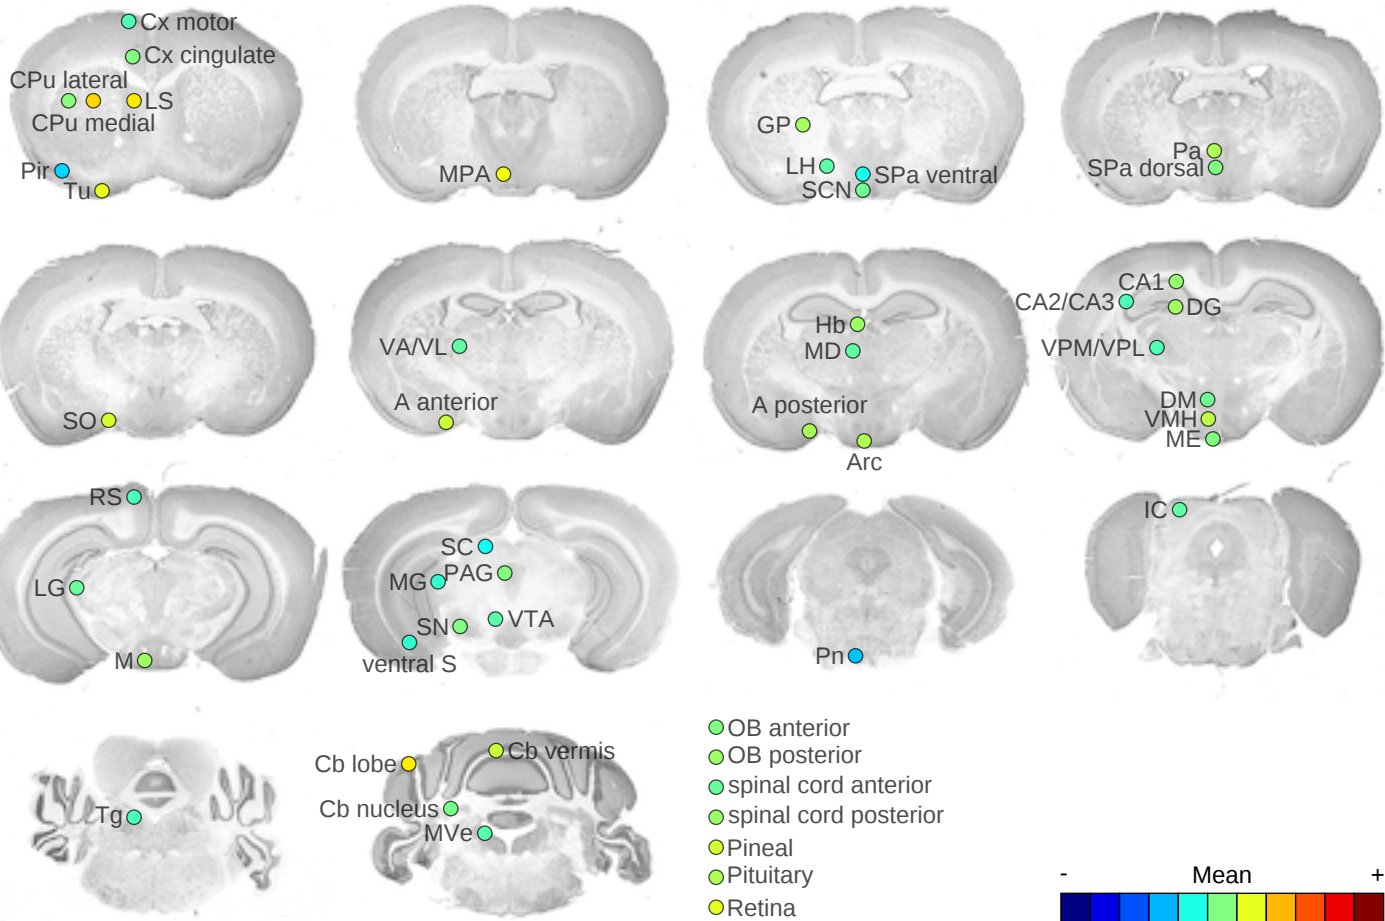 Cx motor
Cx cingulate
CPu lateral
LS
CPu medial
Pir
Tu
MPA
GP
LH
SPa ventral
SCN
Pa
SPa dorsal
SO
VA/VL
A anterior
Hb
MD
A posterior
Arc
CA1
CA2/CA3
DG
VPM/VPL
DM
VMH
ME
RS
LG
M
SC
MG
PAG
SN
VTA
ventral S
Pn
IC
Tg
Cb lobe
Cb vermis
Cb nucleus
MVe
OB anterior
OB posterior
spinal cord anterior
spinal cord posterior
Pineal
Pituitary
Retina
- Mean +